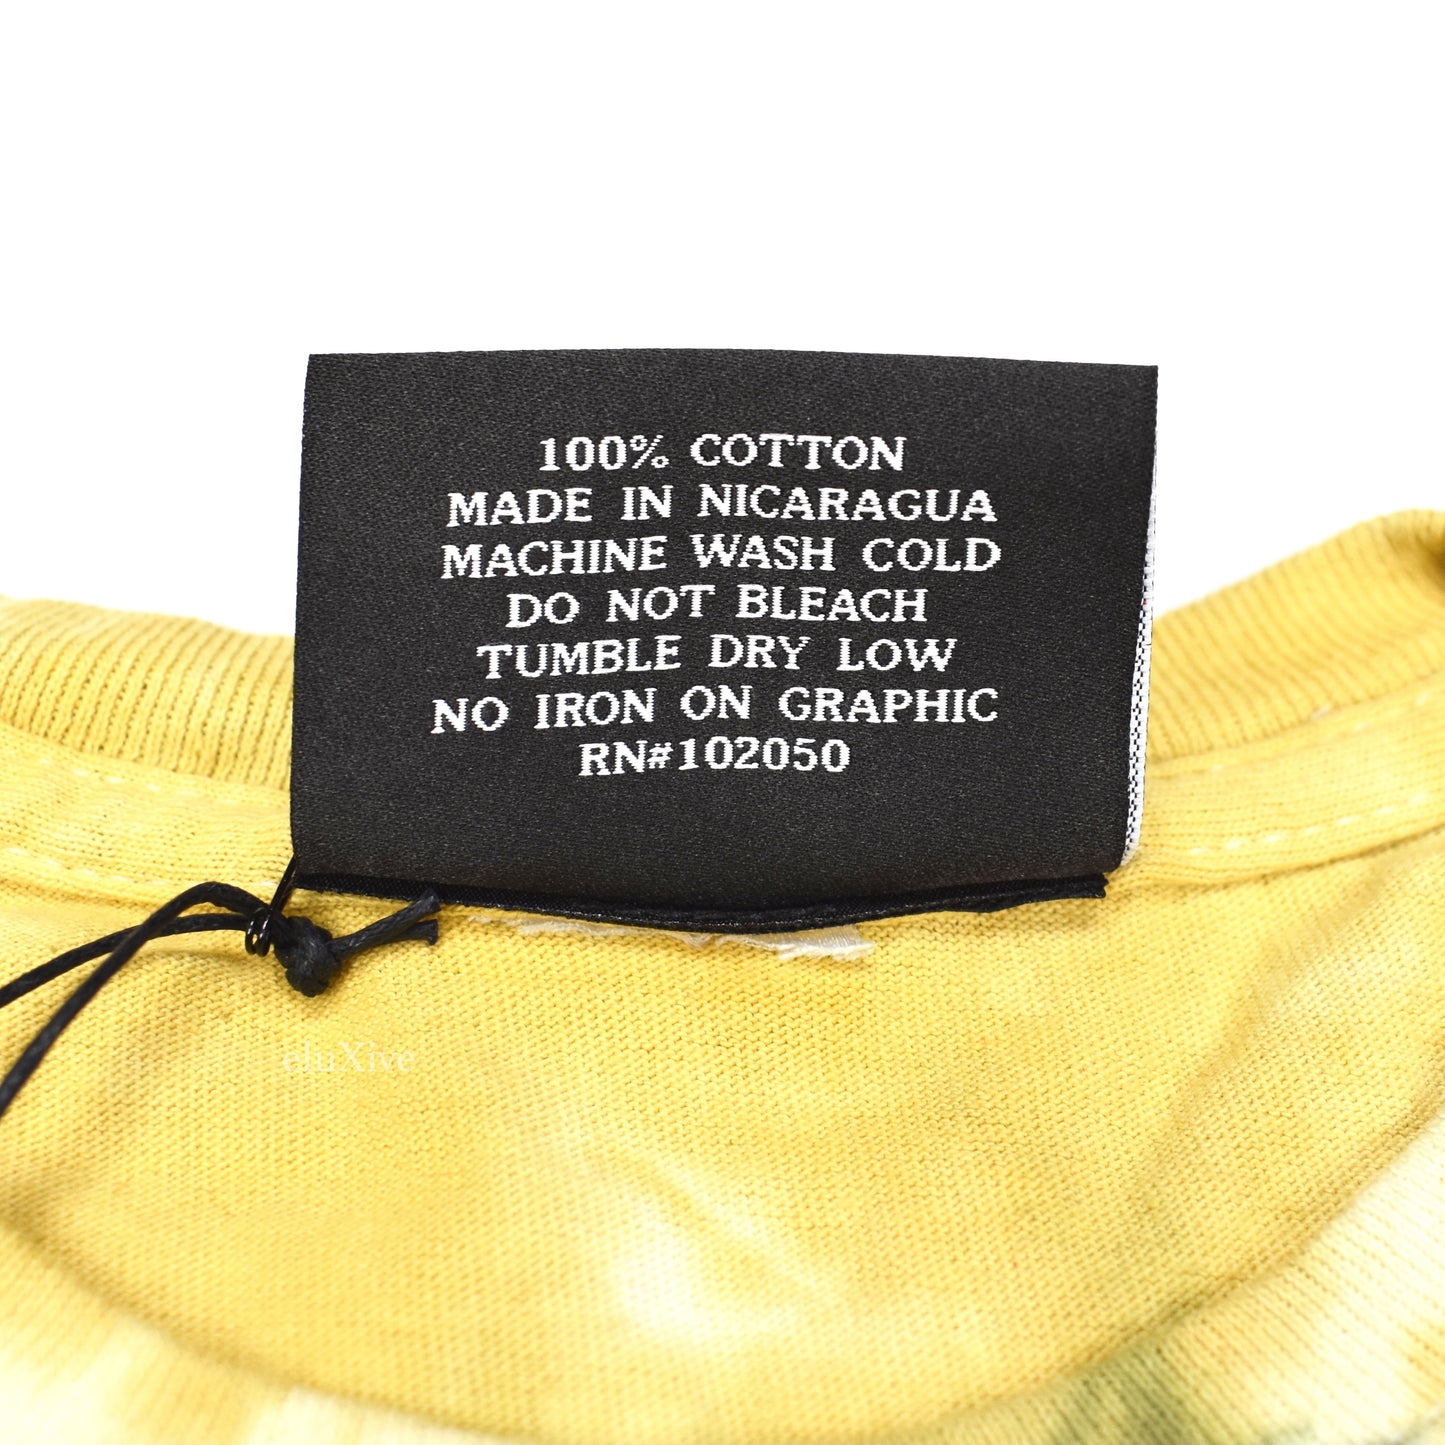 100% COTTON
MADE IN NICARAGUA
MACHINE WASH COLD
DO NOT BLEACH
TUMBLE DRY LOW
NO IRON ON GRAPHIC
RN#102050
eluXive